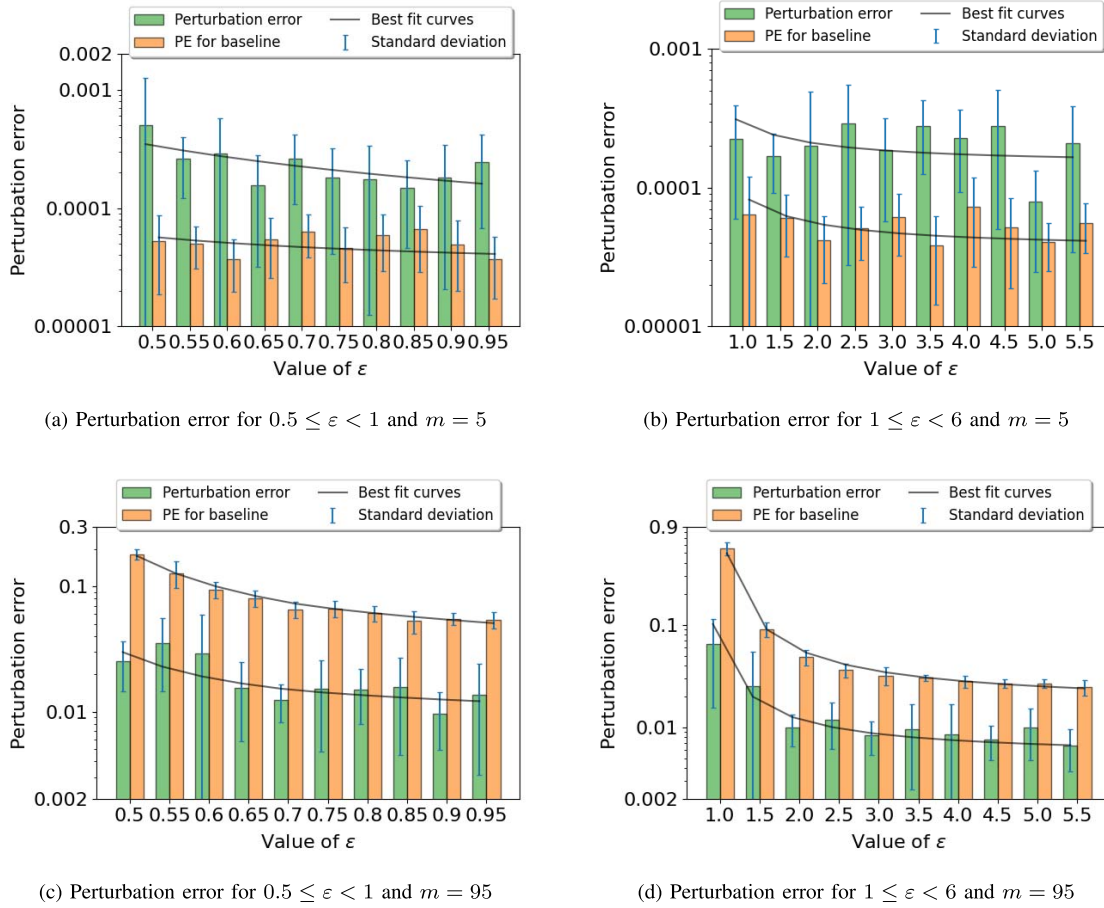 Perturbation error Best fit curves
PE for baseline Standard deviation
0.002
0.001
0.0001
0.00001
Perturbation error
0.5 0.55 0.6 0.65 0.7 0.75 0.8 0.85 0.9 0.95
Value of ε
(a) Perturbation error for 0.5 ≤ ε < 1 and m = 5
Perturbation error Best fit curves
PE for baseline Standard deviation
0.001
0.0001
0.00001
Perturbation error
1.0 1.5 2.0 2.5 3.0 3.5 4.0 4.5 5.0 5.5
Value of ε
(b) Perturbation error for 1 ≤ ε < 6 and m = 5
Perturbation error Best fit curves
PE for baseline Standard deviation
0.3
0.1
0.01
0.002
Perturbation error
0.5 0.55 0.6 0.65 0.7 0.75 0.8 0.85 0.9 0.95
Value of ε
(c) Perturbation error for 0.5 ≤ ε < 1 and m = 95
Perturbation error Best fit curves
PE for baseline Standard deviation
0.9
0.1
0.01
0.002
Perturbation error
1.0 1.5 2.0 2.5 3.0 3.5 4.0 4.5 5.0 5.5
Value of ε
(d) Perturbation error for 1 ≤ ε < 6 and m = 95